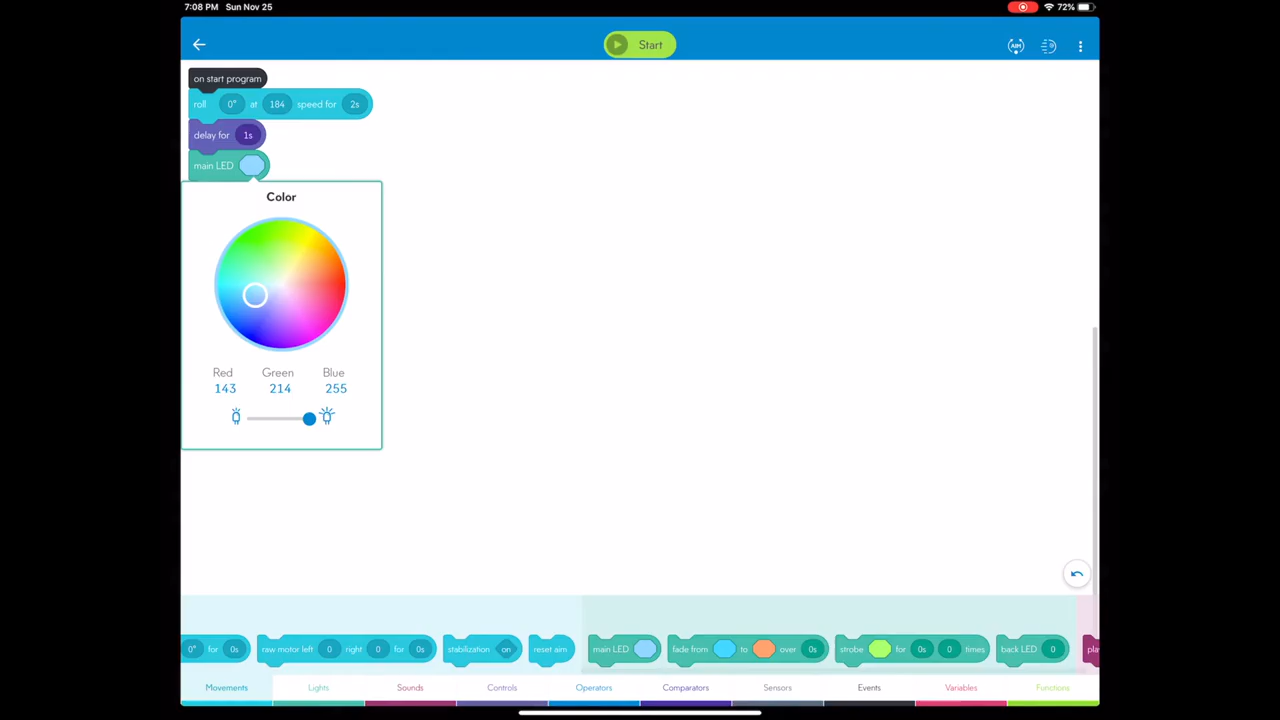 7:08 PM Sun Nov 25
72%
Start
AIM
on start program
roll 0° at 184 speed for 2s
delay for 1s
main LED
Color
Red Green Blue
143 214 255
0° for 0s
raw motor left 0 right 0 for 0s
stabilization on
reset aim
main LED
fade from to over 0s
strobe for 0s 0 times
back LED 0
Movements Lights Sounds Controls Operators Comparators Sensors Events Variables Functions